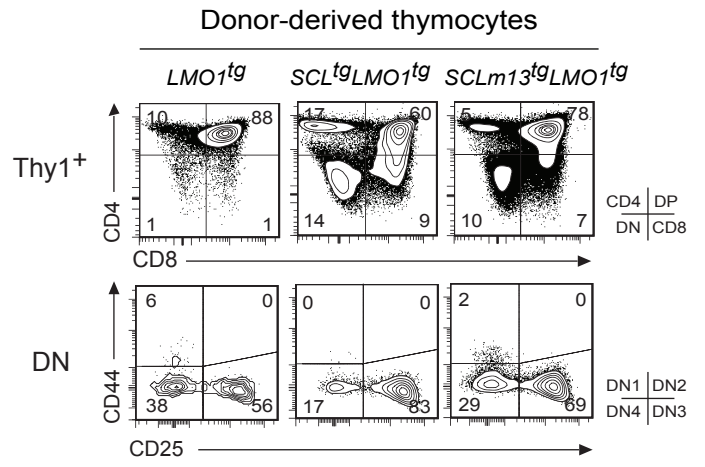 Donor-derived thymocytes
LMO1tg SCLtgLMO1tg SCLm13tgLMO1tg
10 88 17 60 5 78
Thy1+
CD4
CD4 DP
DN CD8
1 1 14 9 10 7
CD8
6 0 0 0 2 0
DN
CD44
DN1 DN2
DN4 DN3
38 56 17 83 29 69
CD25